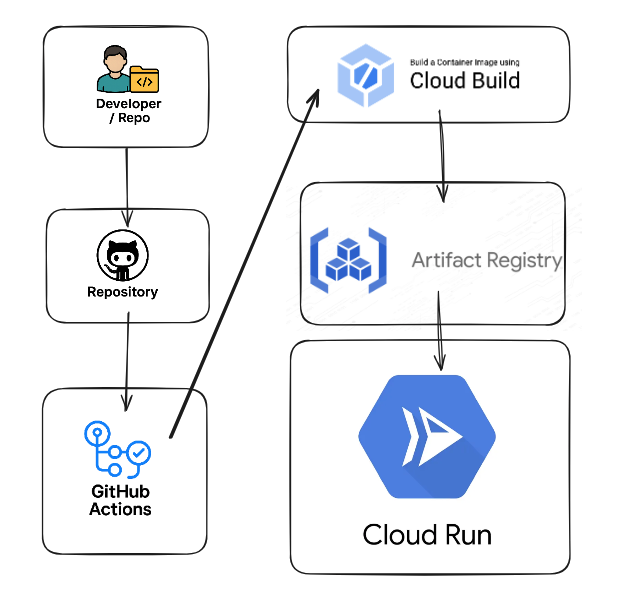 Developer
/ Repo
Repository
GitHub
Actions
Build a Container Image using
Cloud Build
Artifact Registry
Cloud Run